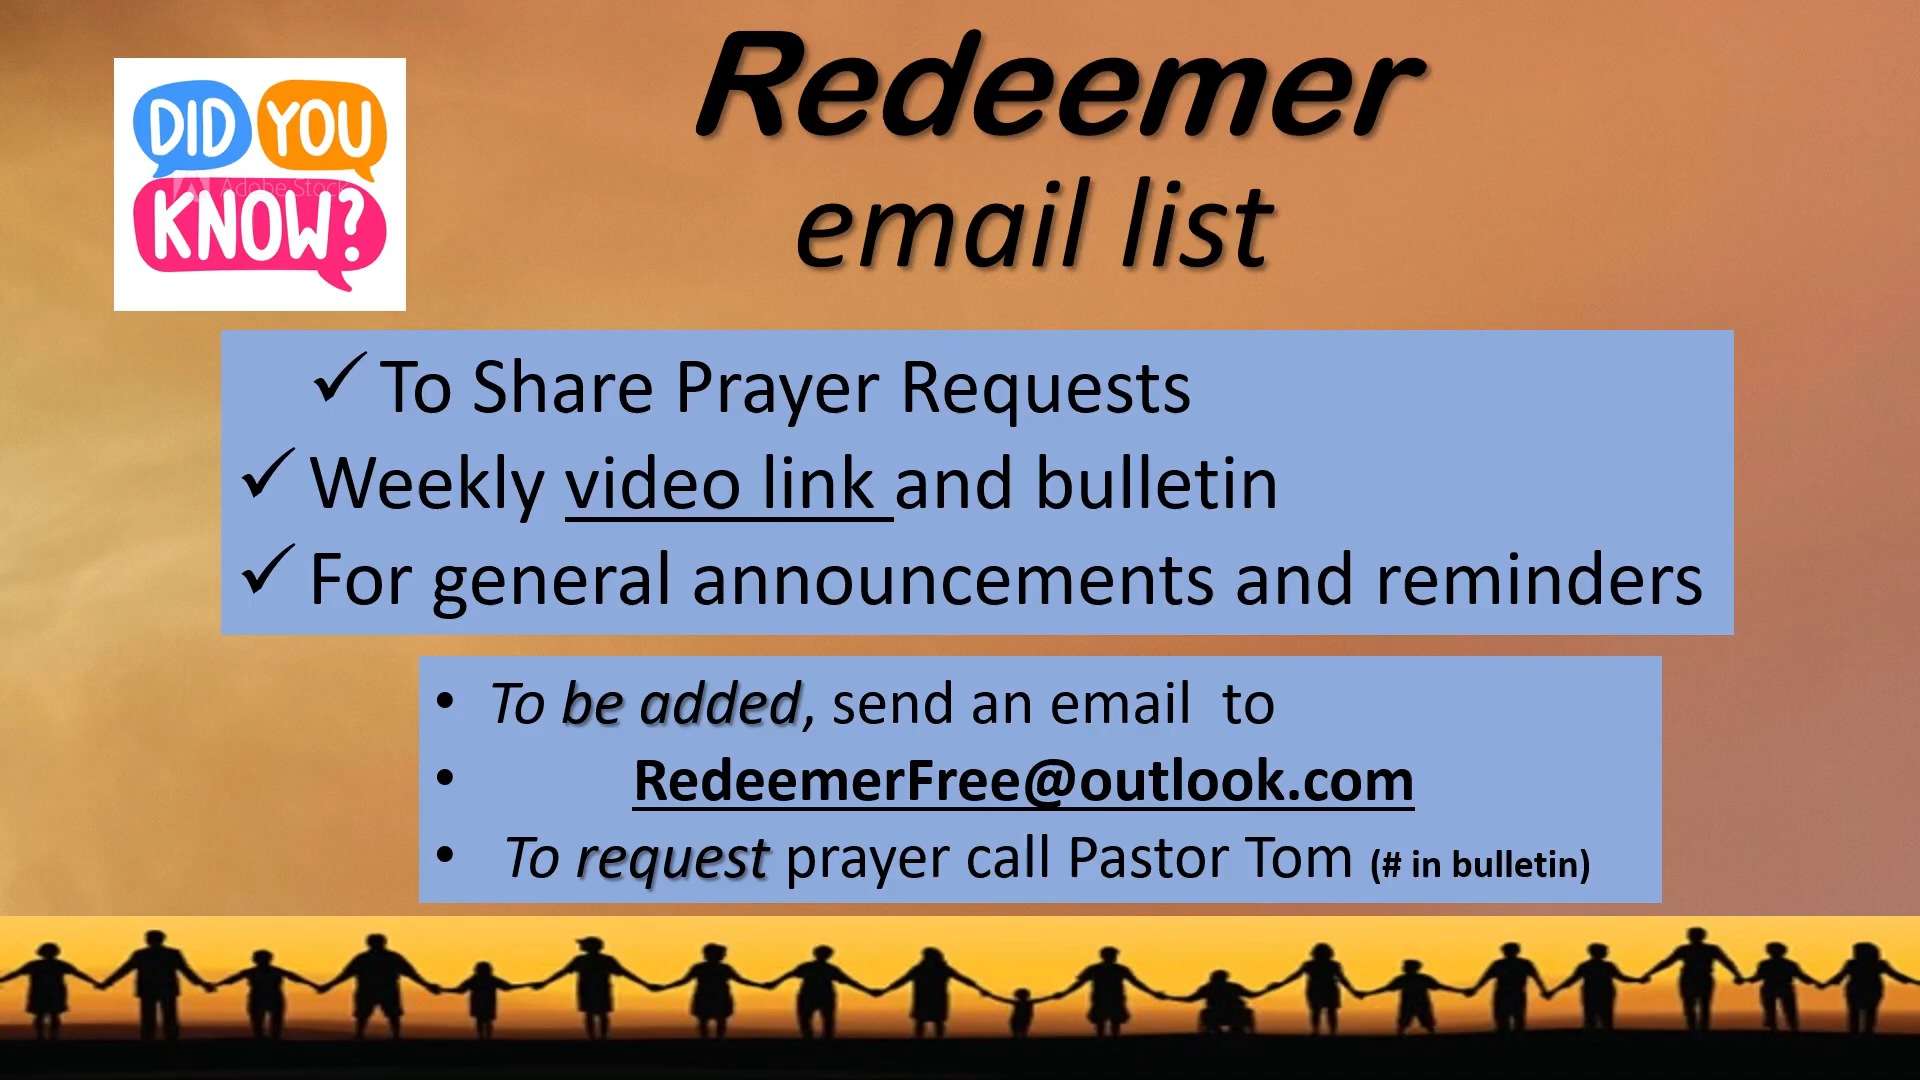 DID YOU
KNOW?
Adobe Stock
Redeemer
email list
✓ To Share Prayer Requests
✓ Weekly video link and bulletin
✓ For general announcements and reminders
• To be added, send an email to
• RedeemerFree@outlook.com
• To request prayer call Pastor Tom (# in bulletin)